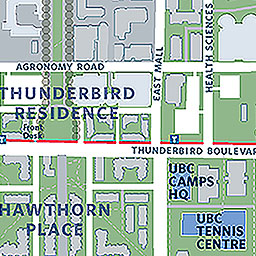 HEALTH SCIENCES
EAST MALL
AGRONOMY ROAD
THUNDERBIRD
RESIDENCE
Front
Desk
THUNDERBIRD BOULEVAR
UBC
CAMPS
HQ
HAWTHORN
PLACE
UBC
TENNIS
CENTRE